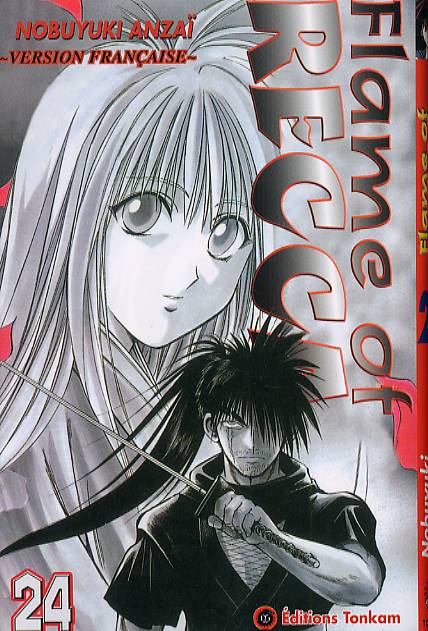 NOBUYUKI ANZAÏ
~VERSION FRANÇAISE~
Flame of
RECCA
24
Éditions Tonkam
Flame of
Nobuyuki